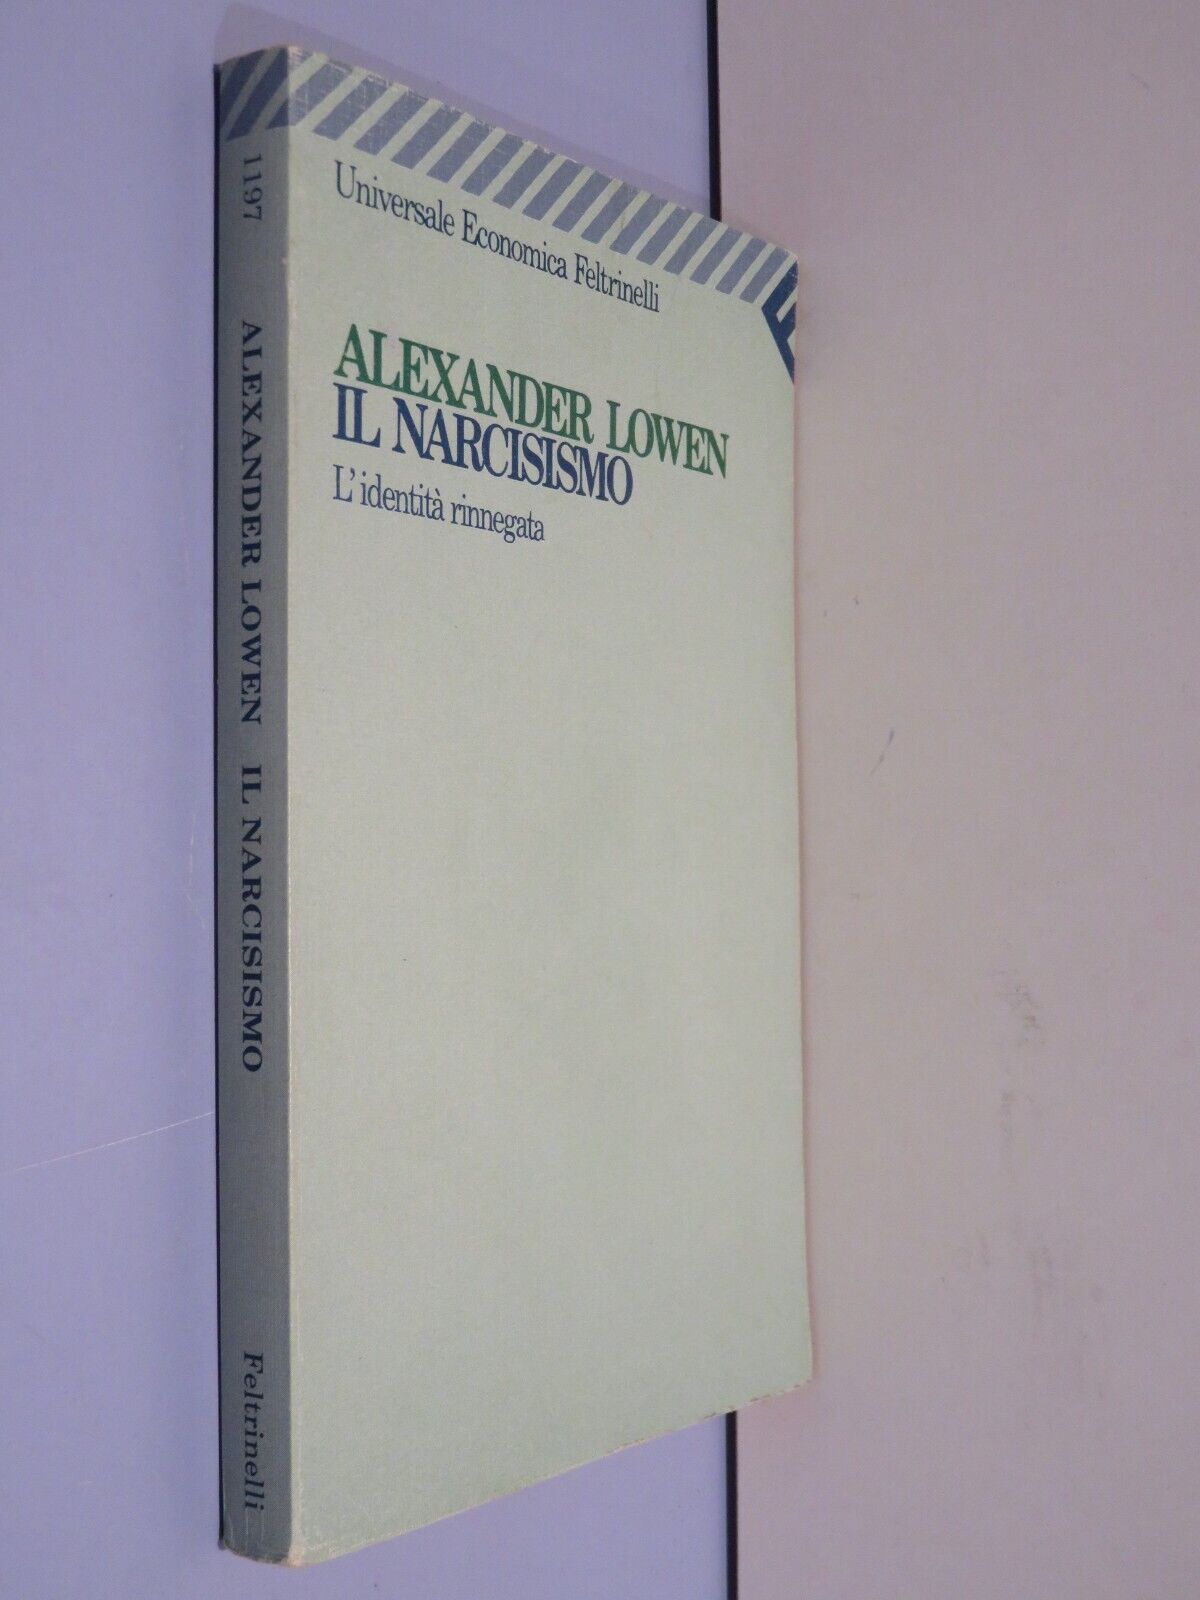 1197
ALEXANDER LOWEN IL NARCISISMO
Feltrinelli
Universale Economica Feltrinelli
ALEXANDER LOWEN
IL NARCISISMO
L'identità rinnegata